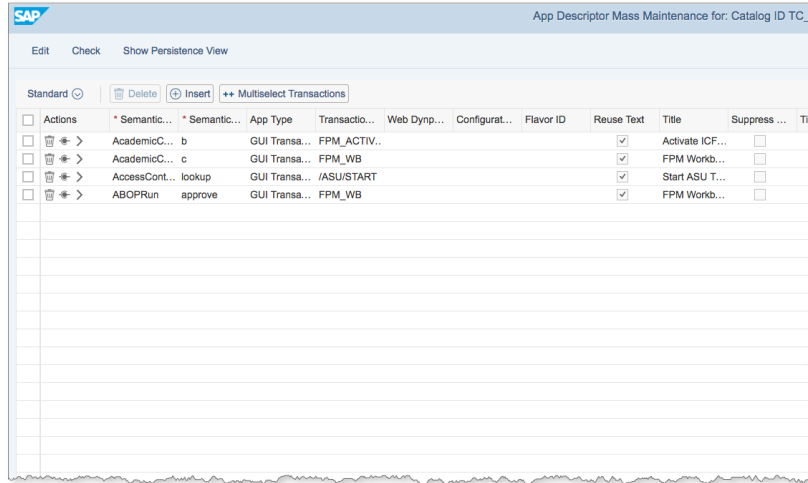 SAP App Descriptor Mass Maintenance for: Catalog ID TC_
Edit Check Show Persistence View
Standard Delete Insert Multiselect Transactions
Actions * Semantic... * Semantic... App Type Transactio... Web Dynp... Configurat... Flavor ID Reuse Text Title Suppress ... Ti
AcademicC... b GUI Transa... FPM_ACTIV.. Activate ICF...
AcademicC... c GUI Transa... FPM_WB FPM Workb...
AccessCont... lookup GUI Transa... /ASU/START Start ASU T...
ABOPRun approve GUI Transa... FPM_WB FPM Workb...